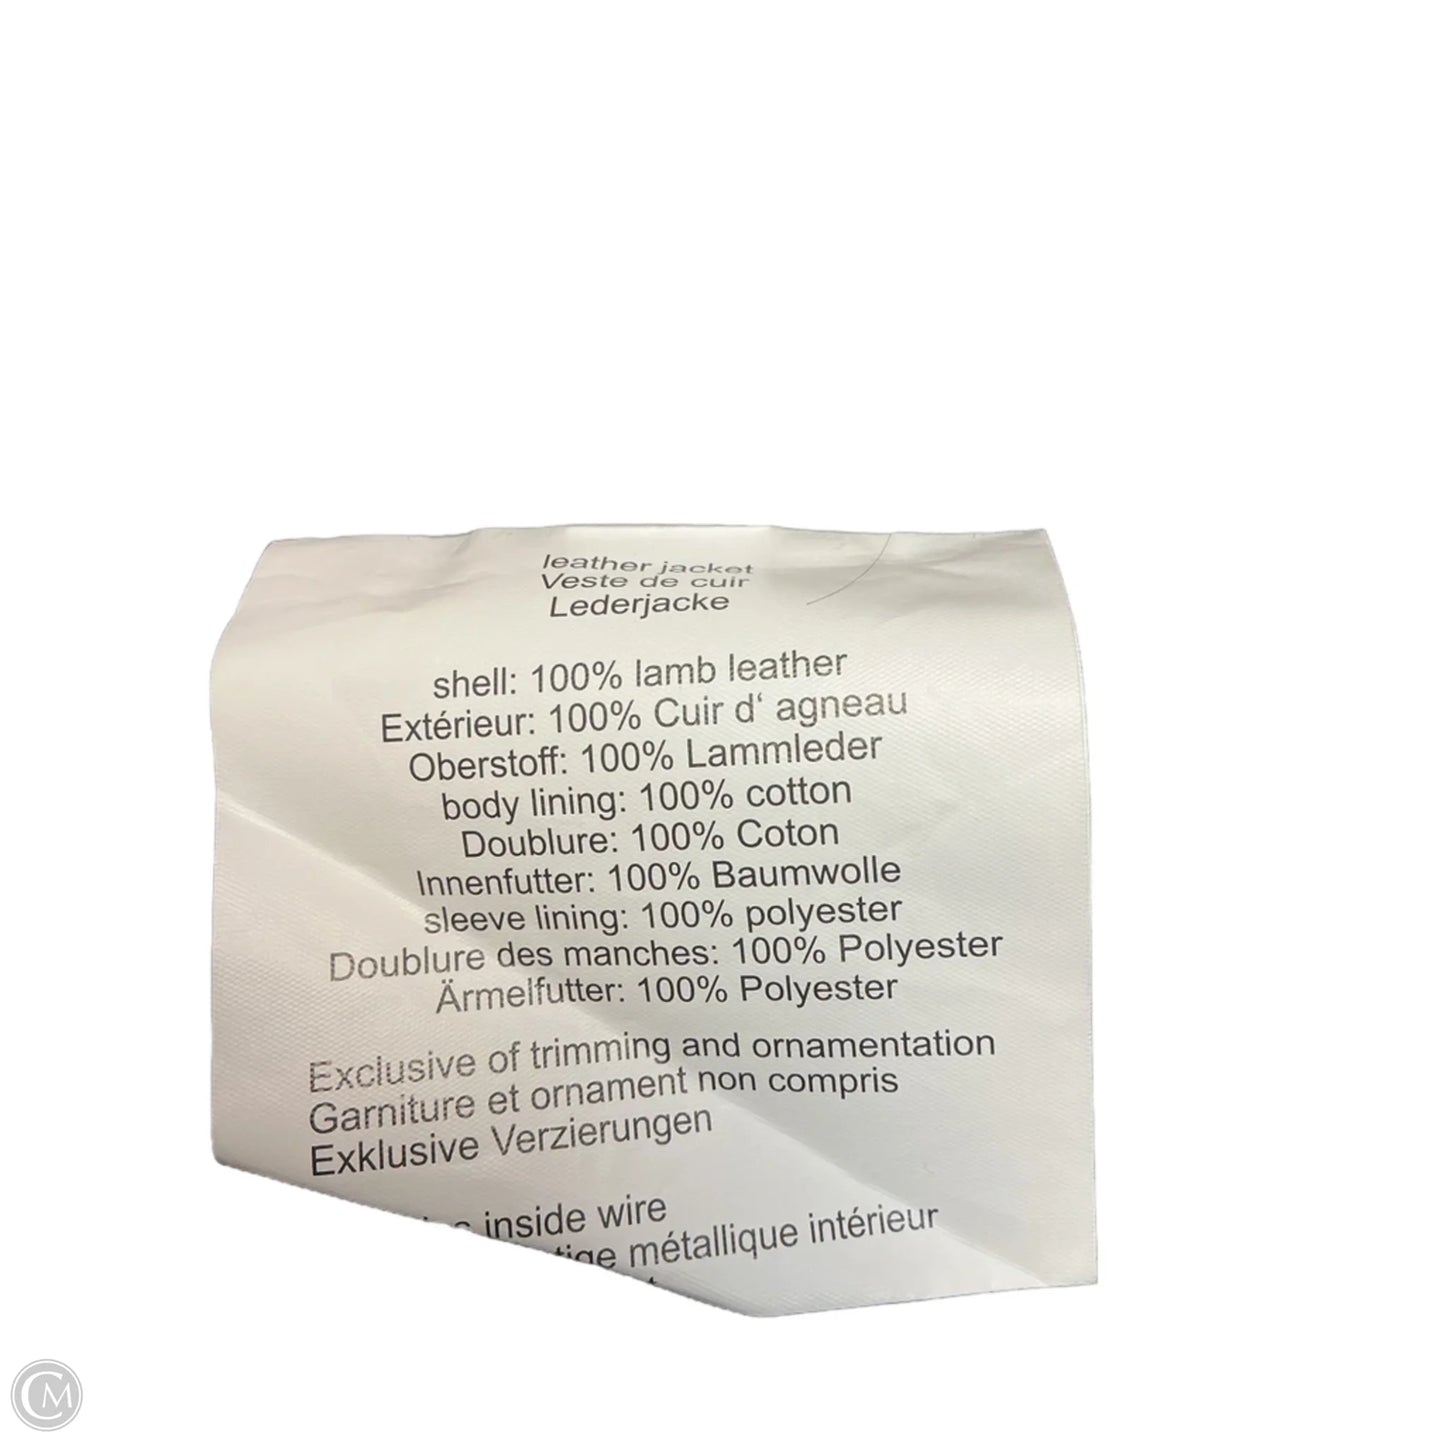 leather jacket
Veste de cuir
Lederjacke
shell: 100% lamb leather
Extérieur: 100% Cuir d‘ agneau
Oberstoff: 100% Lammleder
body lining: 100% cotton
Doublure: 100% Coton
Innenfutter: 100% Baumwolle
sleeve lining: 100% polyester
Doublure des manches: 100% Polyester
Ärmelfutter: 100% Polyester
Exclusive of trimming and ornamentation
Garniture et ornament non compris
Exklusive Verzierungen
inside wire
tige métallique intérieur
CM